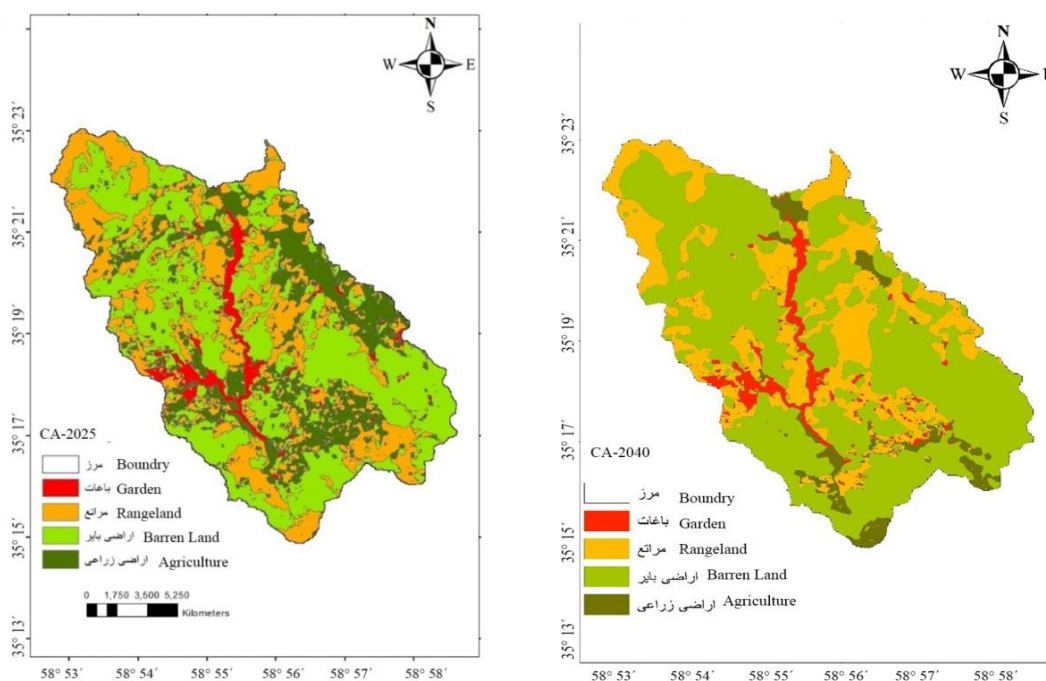 N
W E
S
35° 23´
35° 21´
35° 19´
35° 17´
35° 15´
35° 13´
CA-2025
مرز Boundry
باغات Garden
مراتع Rangeland
اراضی بایر Barren Land
اراضی زراعی Agriculture
0 1,750 3,500 5,250
Kilometers
58° 53´ 58° 54´ 58° 55´ 58° 56´ 58° 57´ 58° 58´
N
W
S
35° 23´
35° 21´
35° 19´
35° 17´
35° 15´
35° 13´
CA-2040
مرز Boundry
باغات Garden
مراتع Rangeland
اراضی بایر Barren Land
اراضی زراعی Agriculture
58° 53´ 58° 54´ 58° 55´ 58° 56´ 58° 57´ 58° 58´